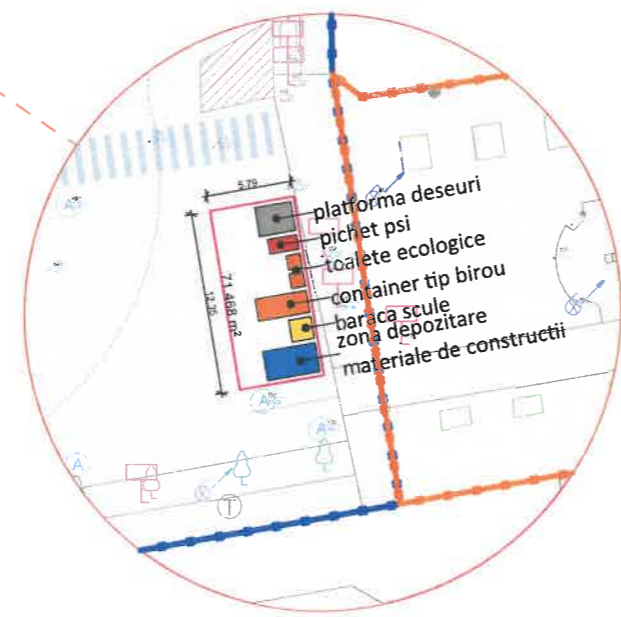 5.79
platforma deseuri
pichet psi
toalete ecologice
container tip birou
baraca scule
zona depozitare
materiale de constructii
12.35
71.468 m²
A
A
A
A
T